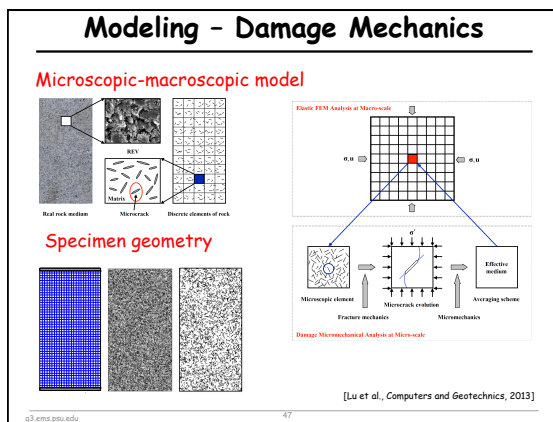 Modeling – Damage Mechanics
Microscopic-macroscopic model
REV
Matrix
Real rock medium
Microcrack
Discrete elements of rock
Specimen geometry
Elastic FEM Analysis at Macro-scale
σ,u
σ,u
σ'
Effective
medium
Microscopic element
Microcrack evolution
Averaging scheme
Fracture mechanics
Micromechanics
Damage Micromechanical Analysis at Micro-scale
[Lu et al., Computers and Geotechnics, 2013]
g3.ems.psu.edu
47